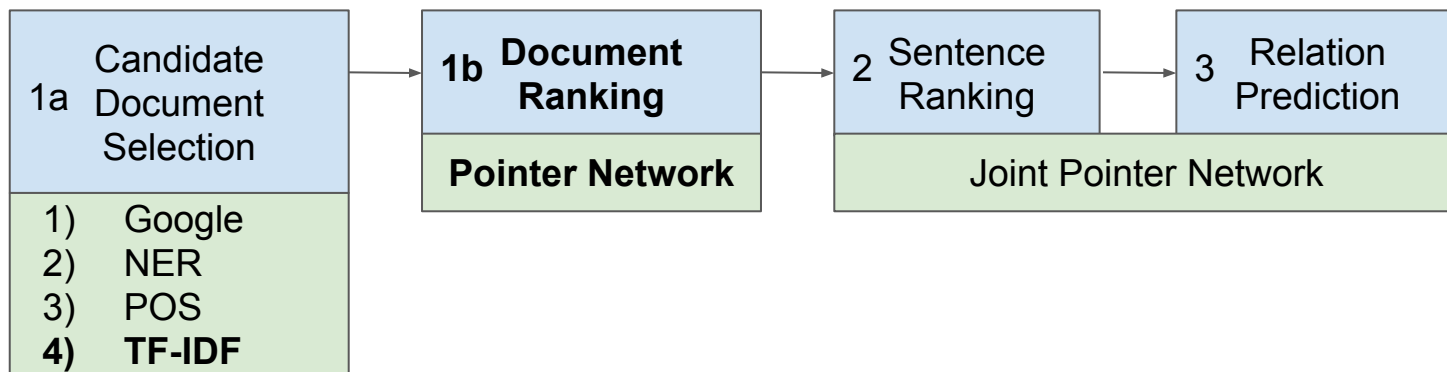 1a
Candidate
Document
Selection
1) Google
2) NER
3) POS
4) TF-IDF
1b Document
Ranking
Pointer Network
2 Sentence
Ranking
3 Relation
Prediction
Joint Pointer Network